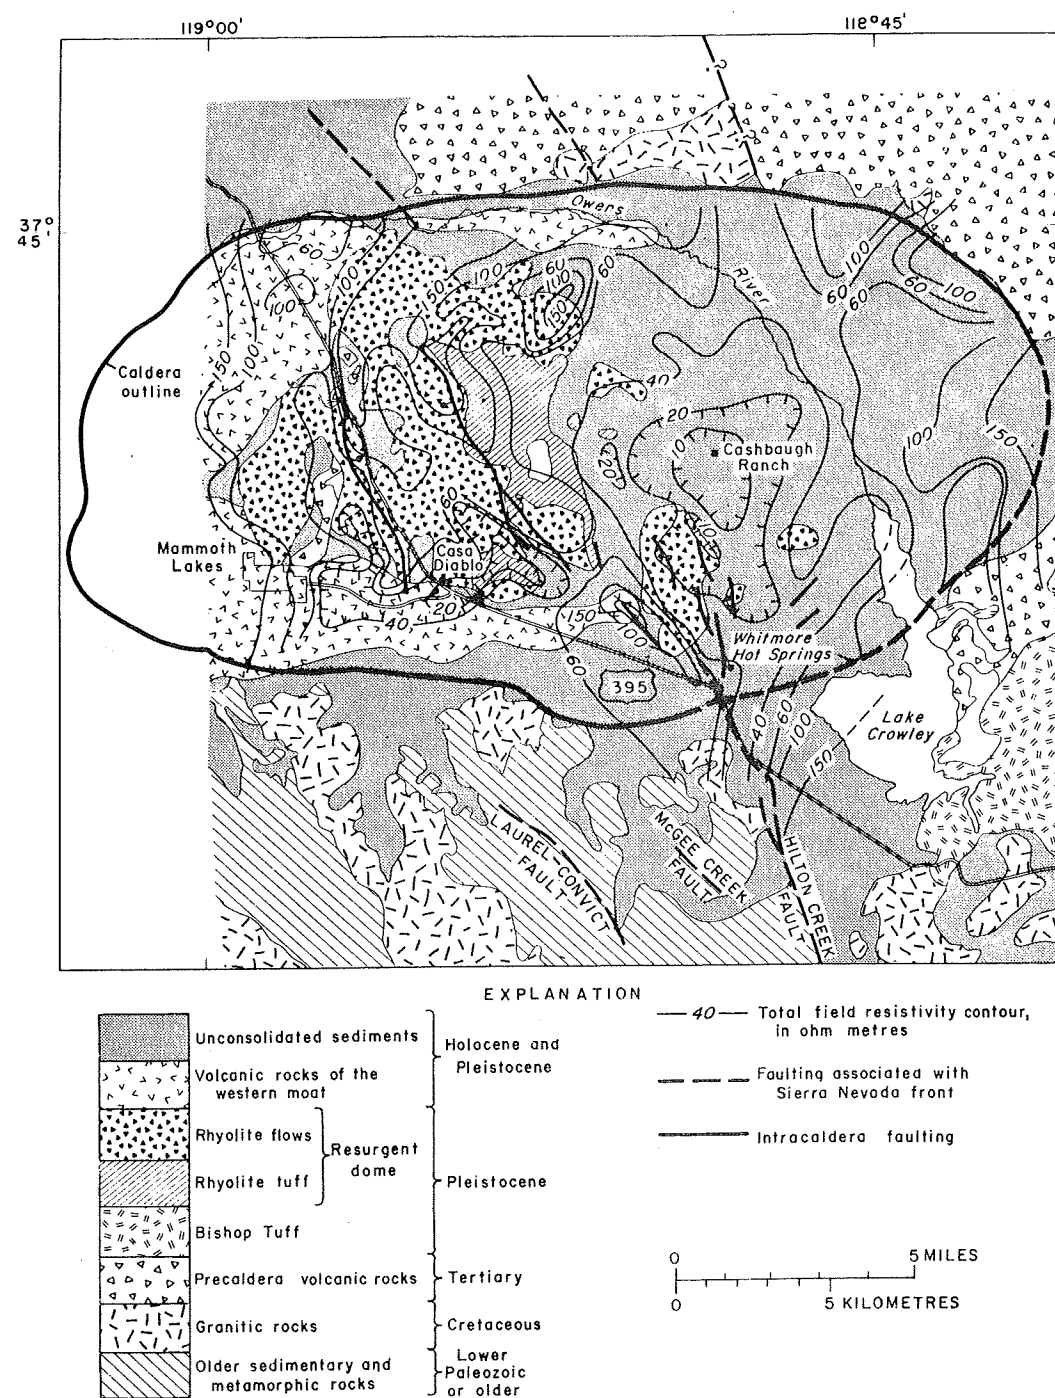 119°00'
118°45'
37°
45'
?
?
Owers
River
60
100
100
150
100
100
50
60
100
150
60
40
20
10
20
Cashbaugh
Ranch
60
100
60
60
100
60
100
150
Caldera
outline
Mammoth
Lakes
Casa
Diablo
60
20
40
150
100
60
10
Whitmore
Hot Springs
395
40
60
100
150
Lake
Crowley
LAUREL-CONVICT
FAULT
McGEE CREEK
FAULT
HILTON CREEK
FAULT
EXPLANATION
Unconsolidated sediments
Volcanic rocks of the
western moat
Holocene and
Pleistocene
Rhyolite flows
Rhyolite tuff
Resurgent
dome
Bishop Tuff
Pleistocene
Precaldera volcanic rocks
Tertiary
Granitic rocks
Cretaceous
Older sedimentary and
metamorphic rocks
Lower
Paleozoic
or older
40 Total field resistivity contour,
in ohm metres
Faulting associated with
Sierra Nevada front
Intracaldera faulting
0 5 MILES
0 5 KILOMETRES